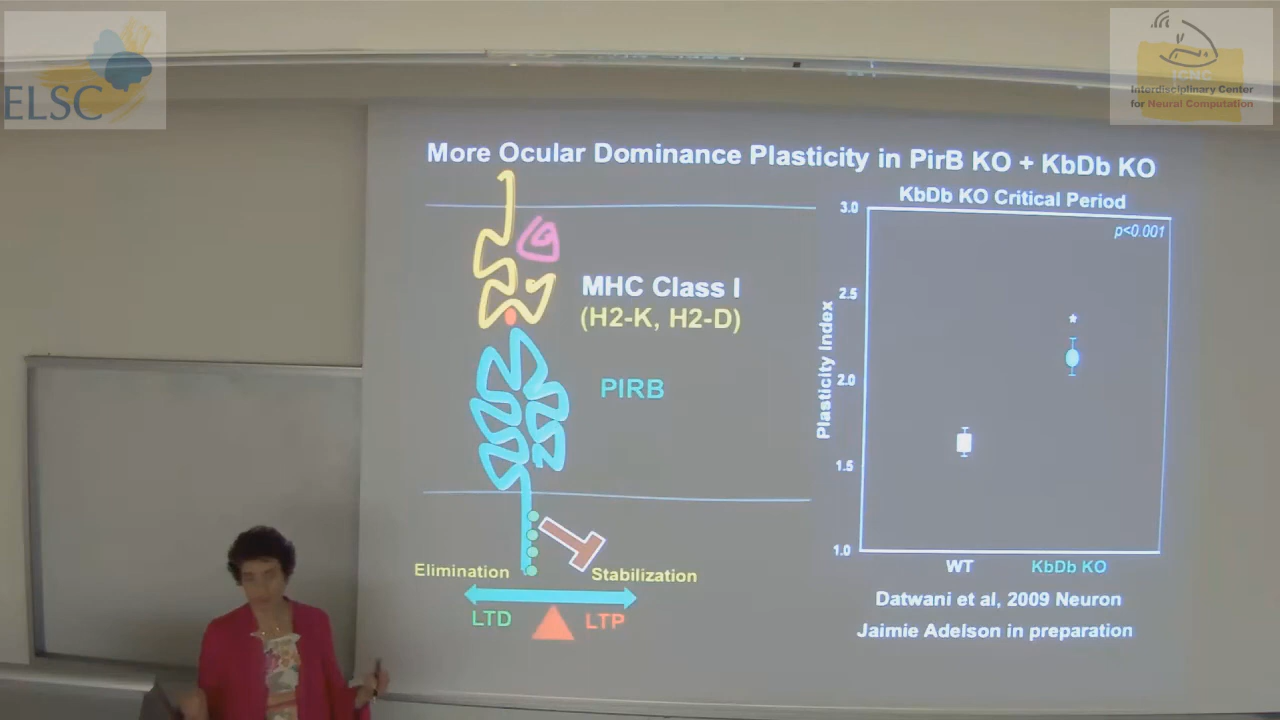 ELSC
ICNC
Interdisciplinary Center
for Neural Computation
More Ocular Dominance Plasticity in PirB KO + KbDb KO
MHC Class I
(H2-K, H2-D)
PIRB
Elimination
Stabilization
LTD
LTP
KbDb KO Critical Period
p<0.001
*
3.0
2.5
2.0
1.5
1.0
Plasticity Index
WT
KbDb KO
Datwani et al, 2009 Neuron
Jaimie Adelson in preparation